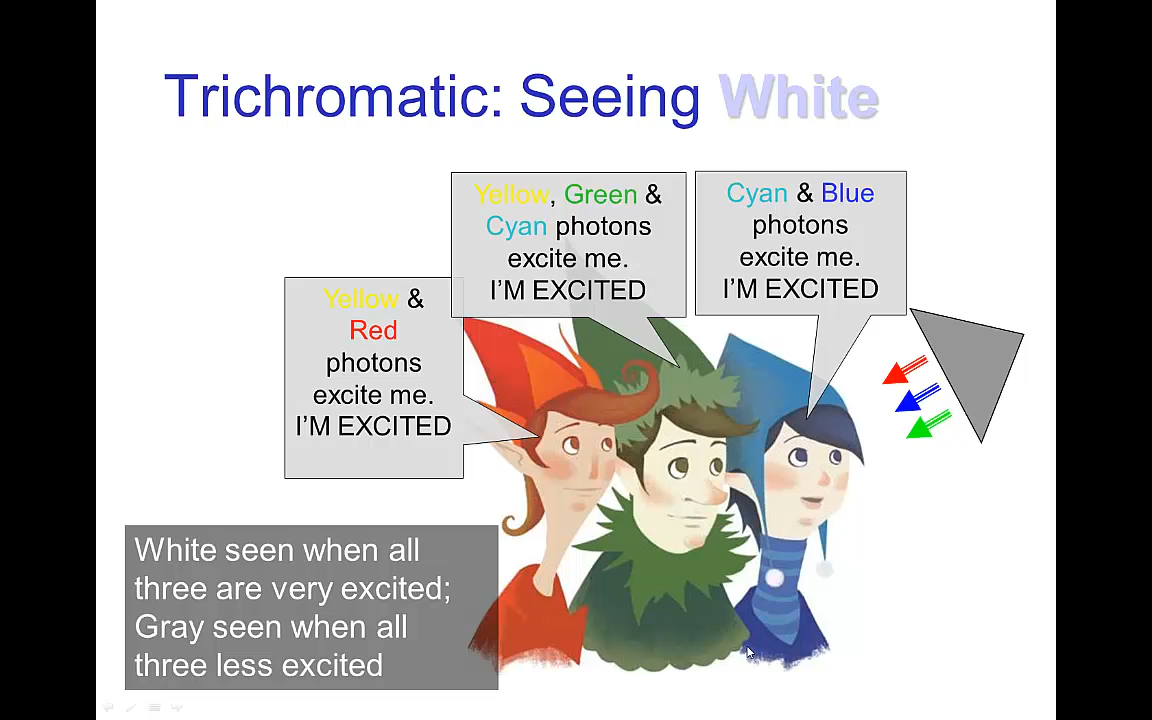 Trichromatic: Seeing White
Yellow, Green &
Cyan photons
excite me.
I'M EXCITED
Cyan & Blue
photons
excite me.
I'M EXCITED
Yellow &
Red
photons
excite me.
I'M EXCITED
White seen when all
three are very excited;
Gray seen when all
three less excited